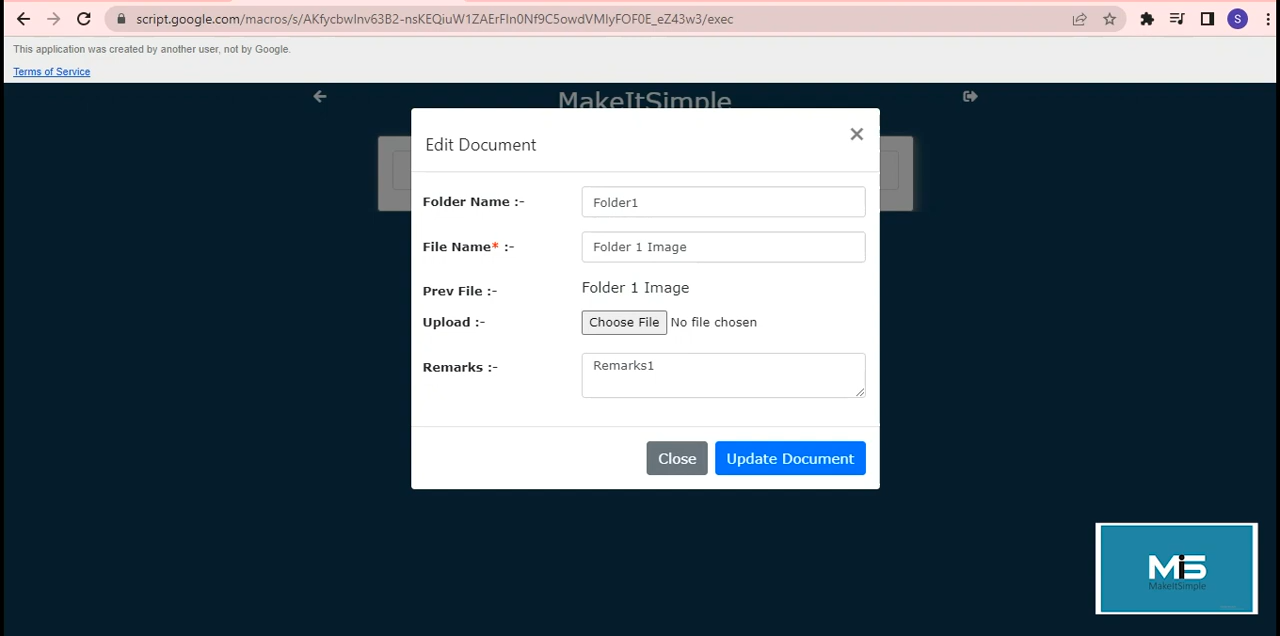 script.google.com/macros/s/AKfycbwInv63B2-nsKEQiuW1ZAErFIn0Nf9C5owdVMIyFOF0E_eZ43w3/exec
S
This application was created by another user, not by Google.
Terms of Service
MakeItSimple
Edit Document
Folder Name :- Folder1
File Name* :- Folder 1 Image
Prev File :- Folder 1 Image
Upload :- Choose File No file chosen
Remarks :- Remarks1
Close Update Document
MiS
MakeItSimple